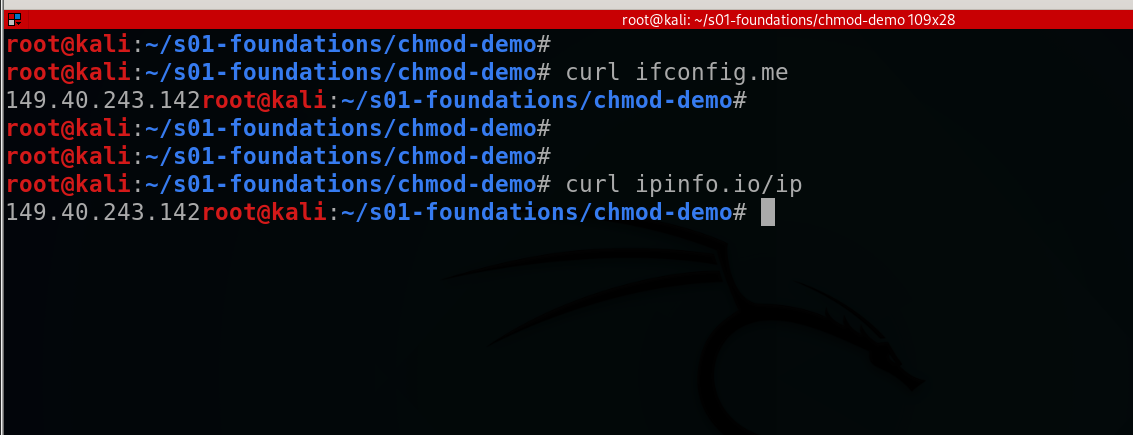 root@kali: ~/s01-foundations/chmod-demo 109x28
root@kali:~/s01-foundations/chmod-demo#
root@kali:~/s01-foundations/chmod-demo# curl ifconfig.me
149.40.243.142root@kali:~/s01-foundations/chmod-demo#
root@kali:~/s01-foundations/chmod-demo#
root@kali:~/s01-foundations/chmod-demo#
root@kali:~/s01-foundations/chmod-demo# curl ipinfo.io/ip
149.40.243.142root@kali:~/s01-foundations/chmod-demo#